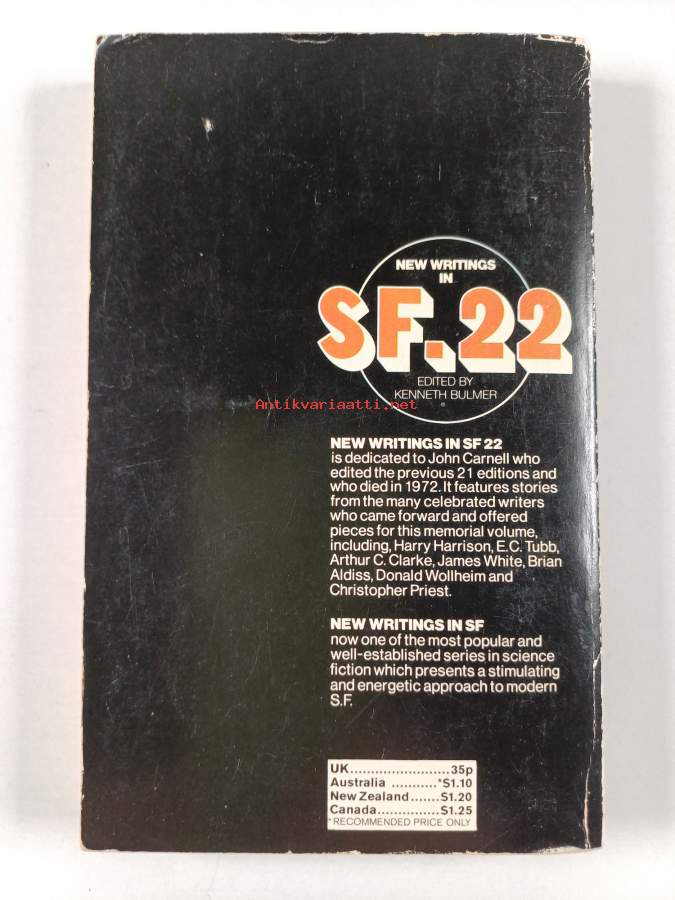 NEW WRITINGS
IN
SF.22
EDITED BY
KENNETH BULMER
Antikvariaatti.net
NEW WRITINGS IN SF 22
is dedicated to John Carnell who
edited the previous 21 editions and
who died in 1972. It features stories
from the many celebrated writers
who came forward and offered
pieces for this memorial volume,
including, Harry Harrison, E.C. Tubb,
Arthur C. Clarke, James White, Brian
Aldiss, Donald Wollheim and
Christopher Priest.
NEW WRITINGS IN SF
now one of the most popular and
well-established series in science
fiction which presents a stimulating
and energetic approach to modern
S.F.
UK........................35p
Australia ...........*$1.10
New Zealand.......$1.20
Canada...............$1.25
*RECOMMENDED PRICE ONLY